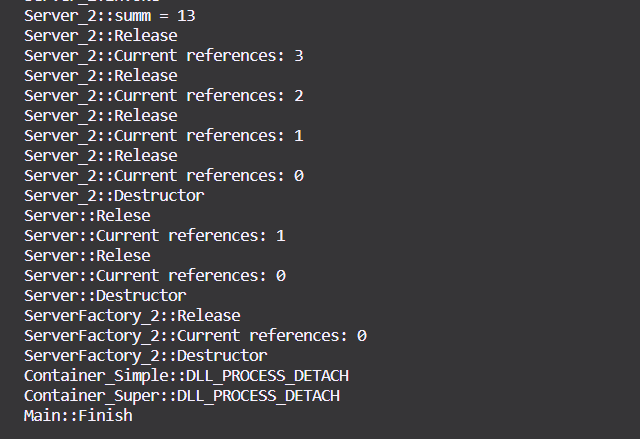 Server_2::summ = 13
Server_2::Release
Server_2::Current references: 3
Server_2::Release
Server_2::Current references: 2
Server_2::Release
Server_2::Current references: 1
Server_2::Release
Server_2::Current references: 0
Server_2::Destructor
Server::Relese
Server::Current references: 1
Server::Relese
Server::Current references: 0
Server::Destructor
ServerFactory_2::Release
ServerFactory_2::Current references: 0
ServerFactory_2::Destructor
Container_Simple::DLL_PROCESS_DETACH
Container_Super::DLL_PROCESS_DETACH
Main::Finish